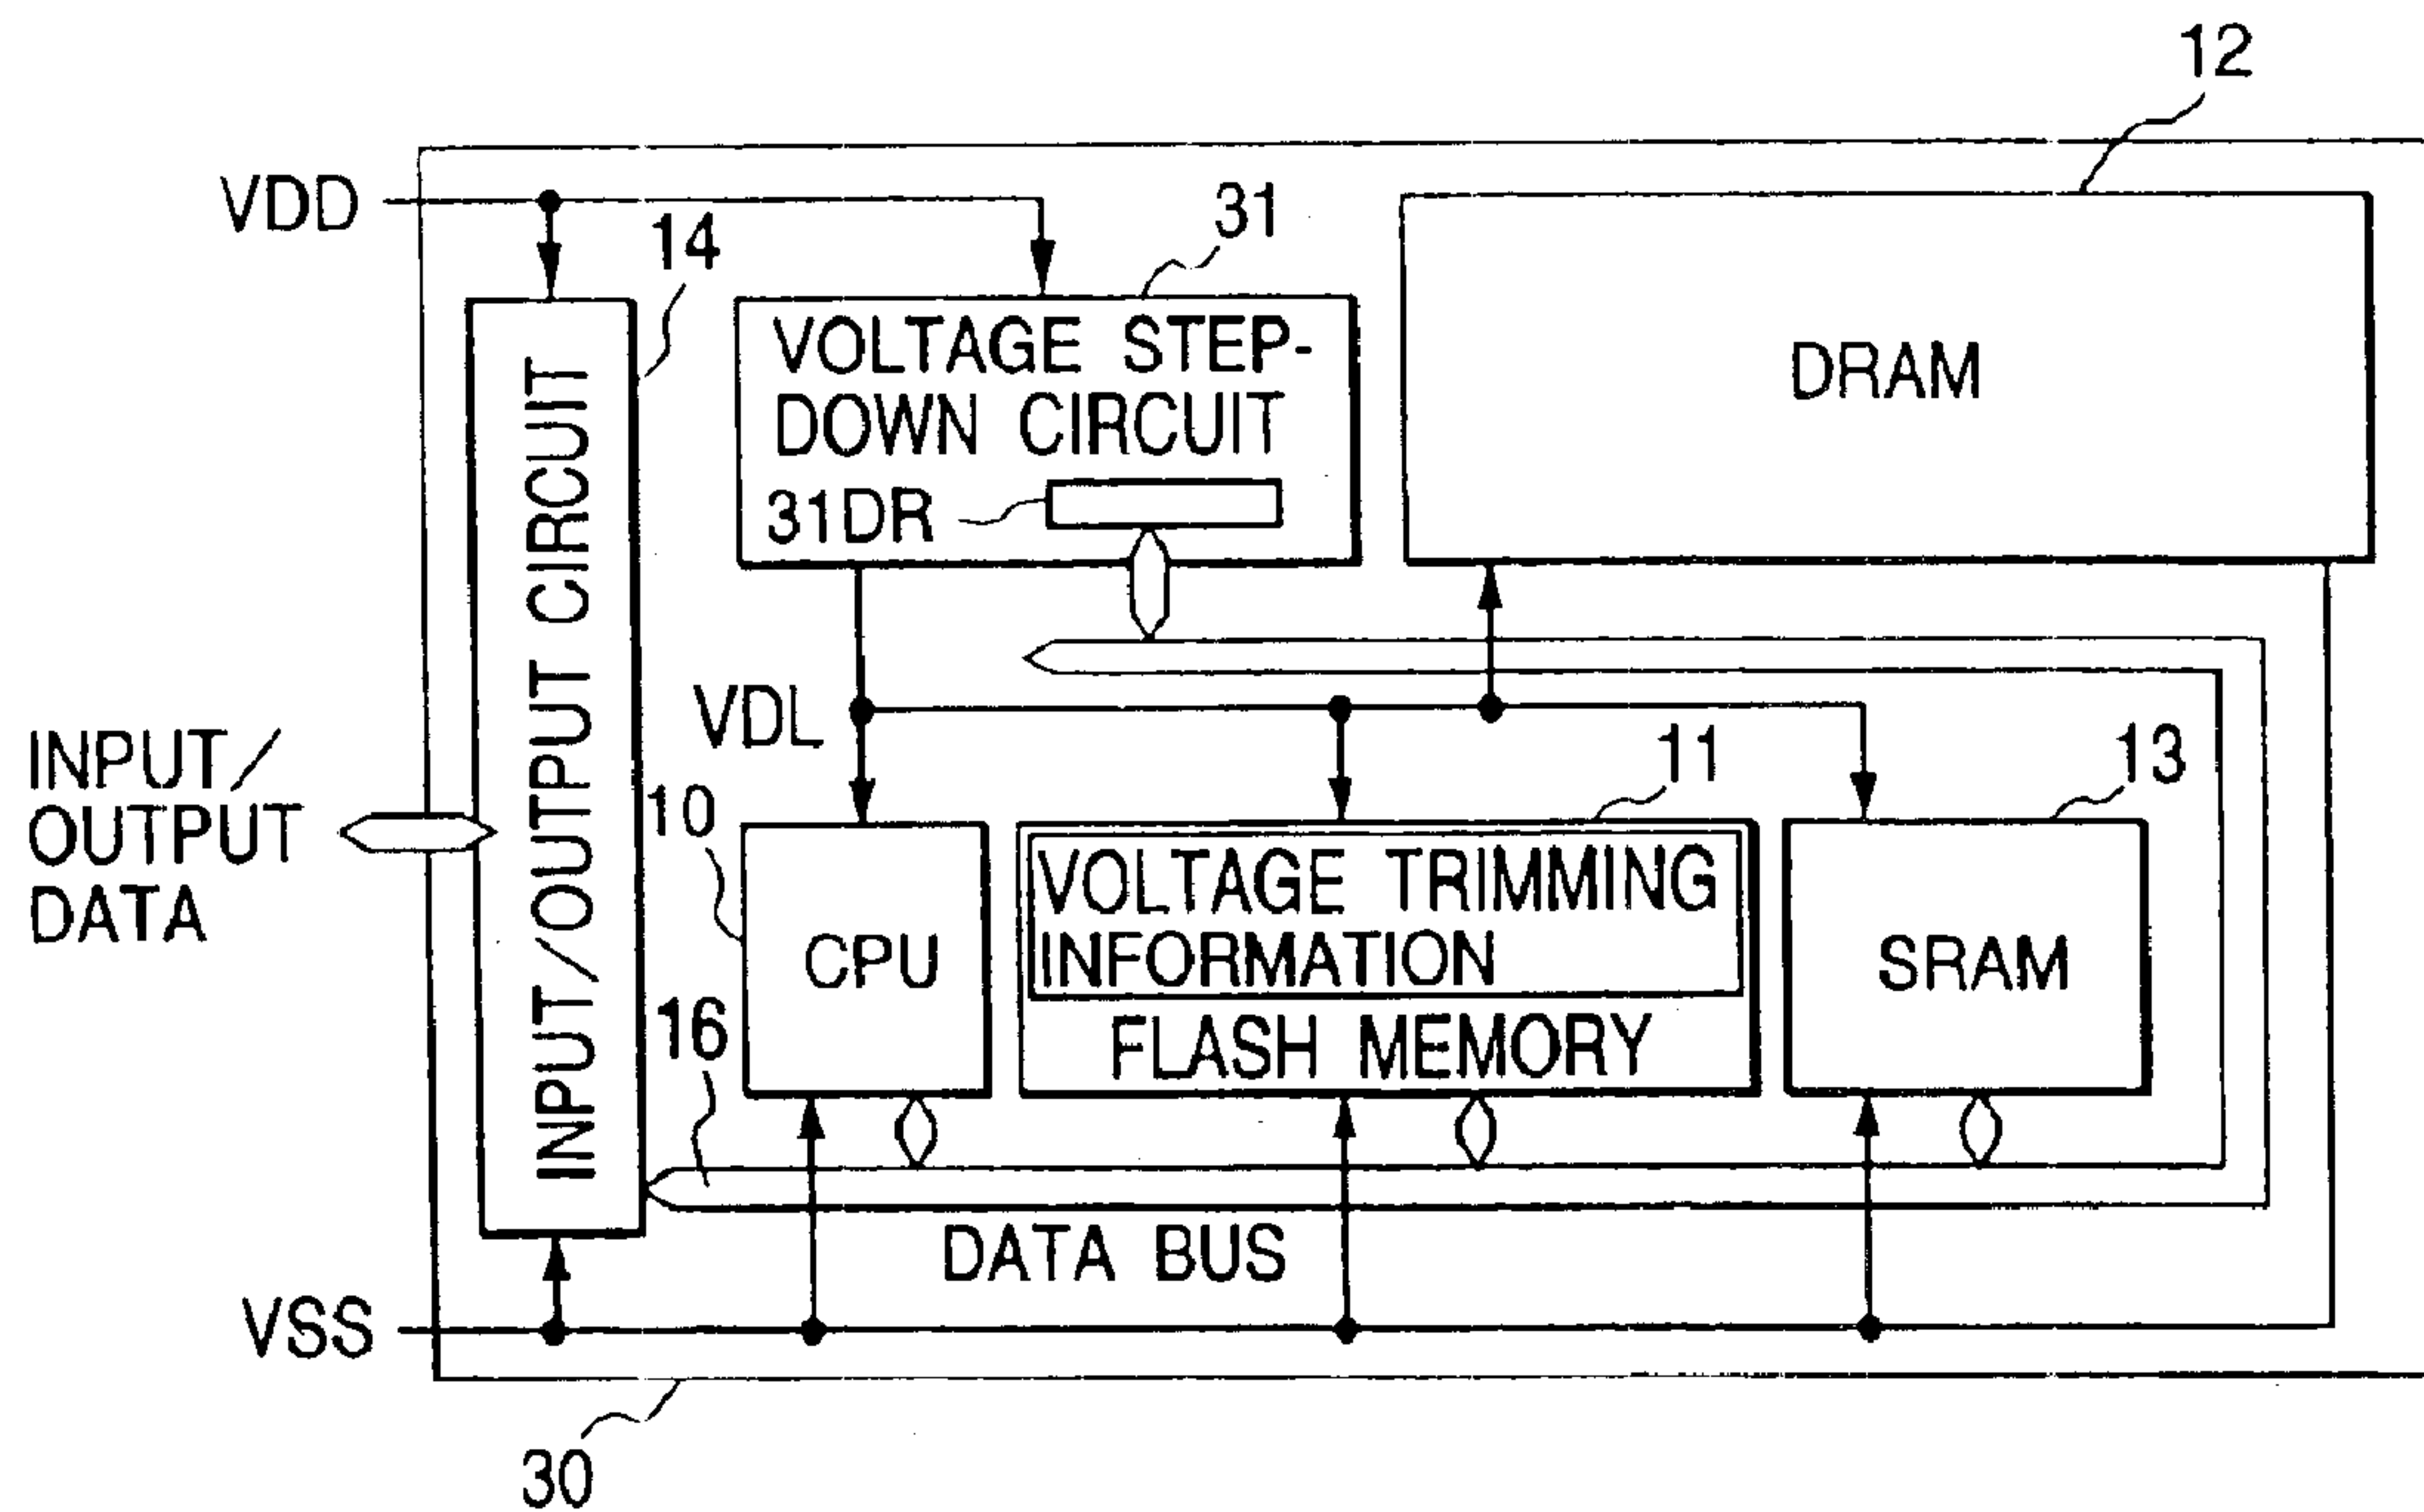 12
VDD
14
31
VOLTAGE STEP-
DOWN CIRCUIT
31DR
DRAM
INPUT/OUTPUT CIRCUIT
VDL
INPUT/
OUTPUT
DATA
10
11
13
CPU
VOLTAGE TRIMMING
INFORMATION
FLASH MEMORY
SRAM
16
DATA BUS
VSS
30